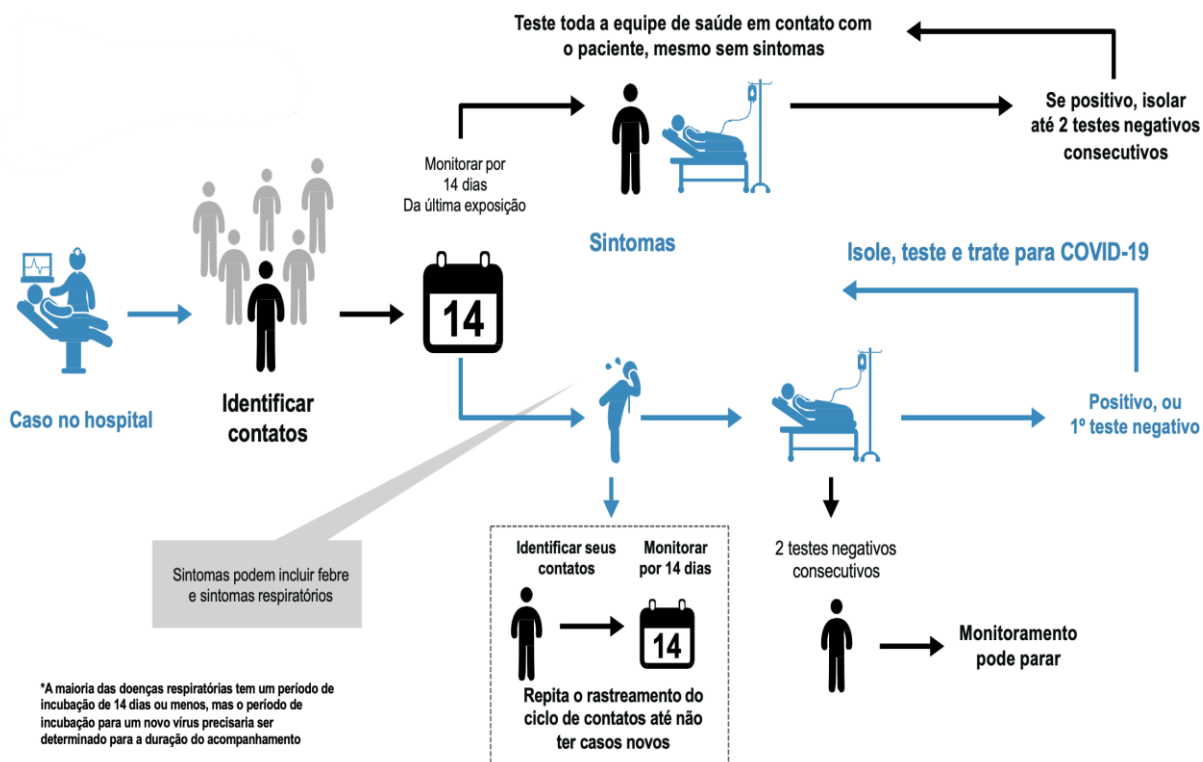 Teste toda a equipe de saúde em contato com
o paciente, mesmo sem sintomas
Se positivo, isolar
até 2 testes negativos
consecutivos
Monitorar por
14 dias
Da última exposição
Sintomas
Isole, teste e trate para COVID-19
14
Caso no hospital
Identificar
contatos
Positivo, ou
1º teste negativo
Sintomas podem incluir febre
e sintomas respiratórios
Identificar seus
contatos
Monitorar
por 14 dias
14
Repita o rastreamento do
ciclo de contatos até não
ter casos novos
2 testes negativos
consecutivos
Monitoramento
pode parar
*A maioria das doenças respiratórias tem um período de
incubação de 14 dias ou menos, mas o período de
incubação para um novo vírus precisaria ser
determinado para a duração do acompanhamento